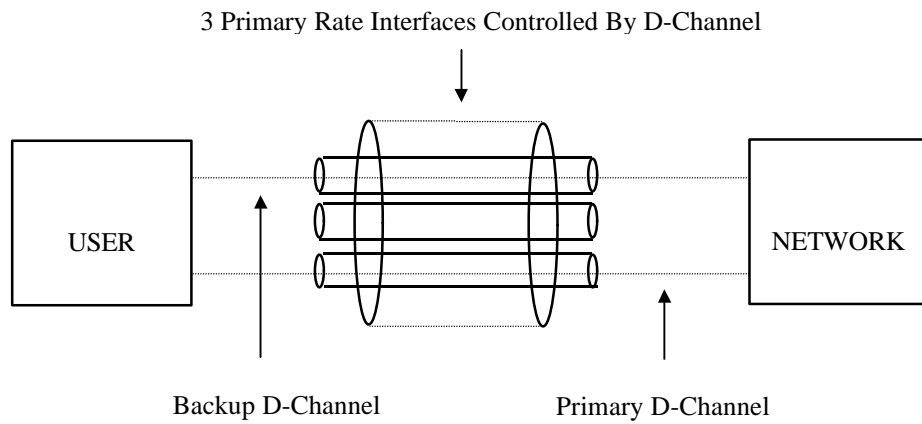 3 Primary Rate Interfaces Controlled By D-Channel
USER
NETWORK
Backup D-Channel
Primary D-Channel